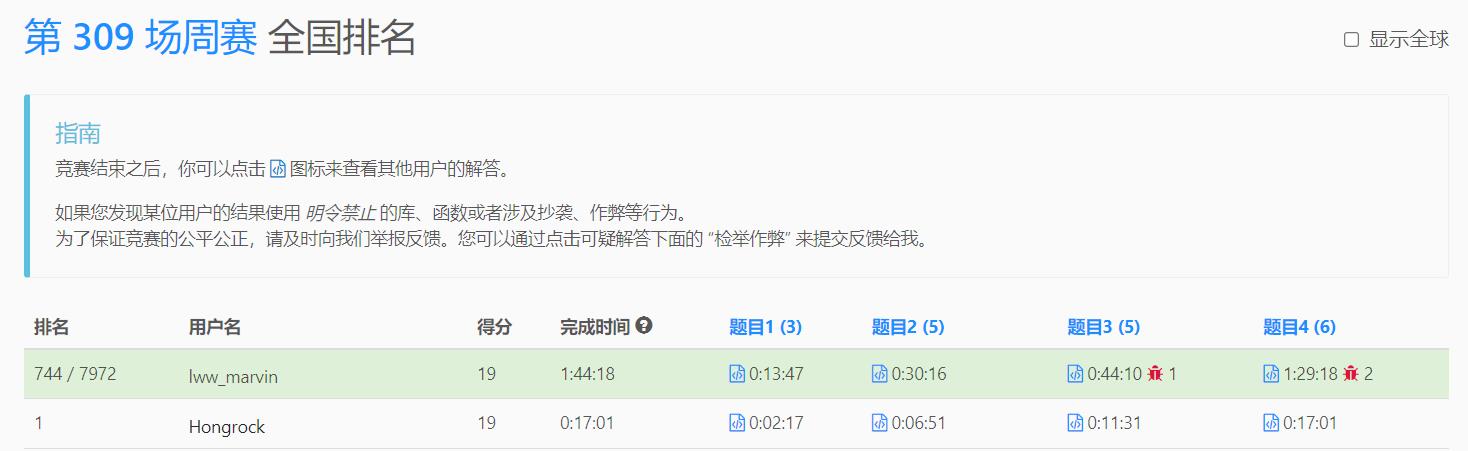 第 309 场周赛 全国排名
显示全球
指南
竞赛结束之后，你可以点击 图标来查看其他用户的解答。
如果您发现某位用户的结果使用 明令禁止 的库、函数或者涉及抄袭、作弊等行为。
为了保证竞赛的公平公正，请及时向我们举报反馈。您可以通过点击可疑解答下面的 “检举作弊” 来提交反馈给我。
排名 用户名 得分 完成时间 题目1 (3) 题目2 (5) 题目3 (5) 题目4 (6)
744 / 7972 lww_marvin 19 1:44:18 0:13:47 0:30:16 0:44:10 1 1:29:18 2
1 Hongrock 19 0:17:01 0:02:17 0:06:51 0:11:31 0:17:01